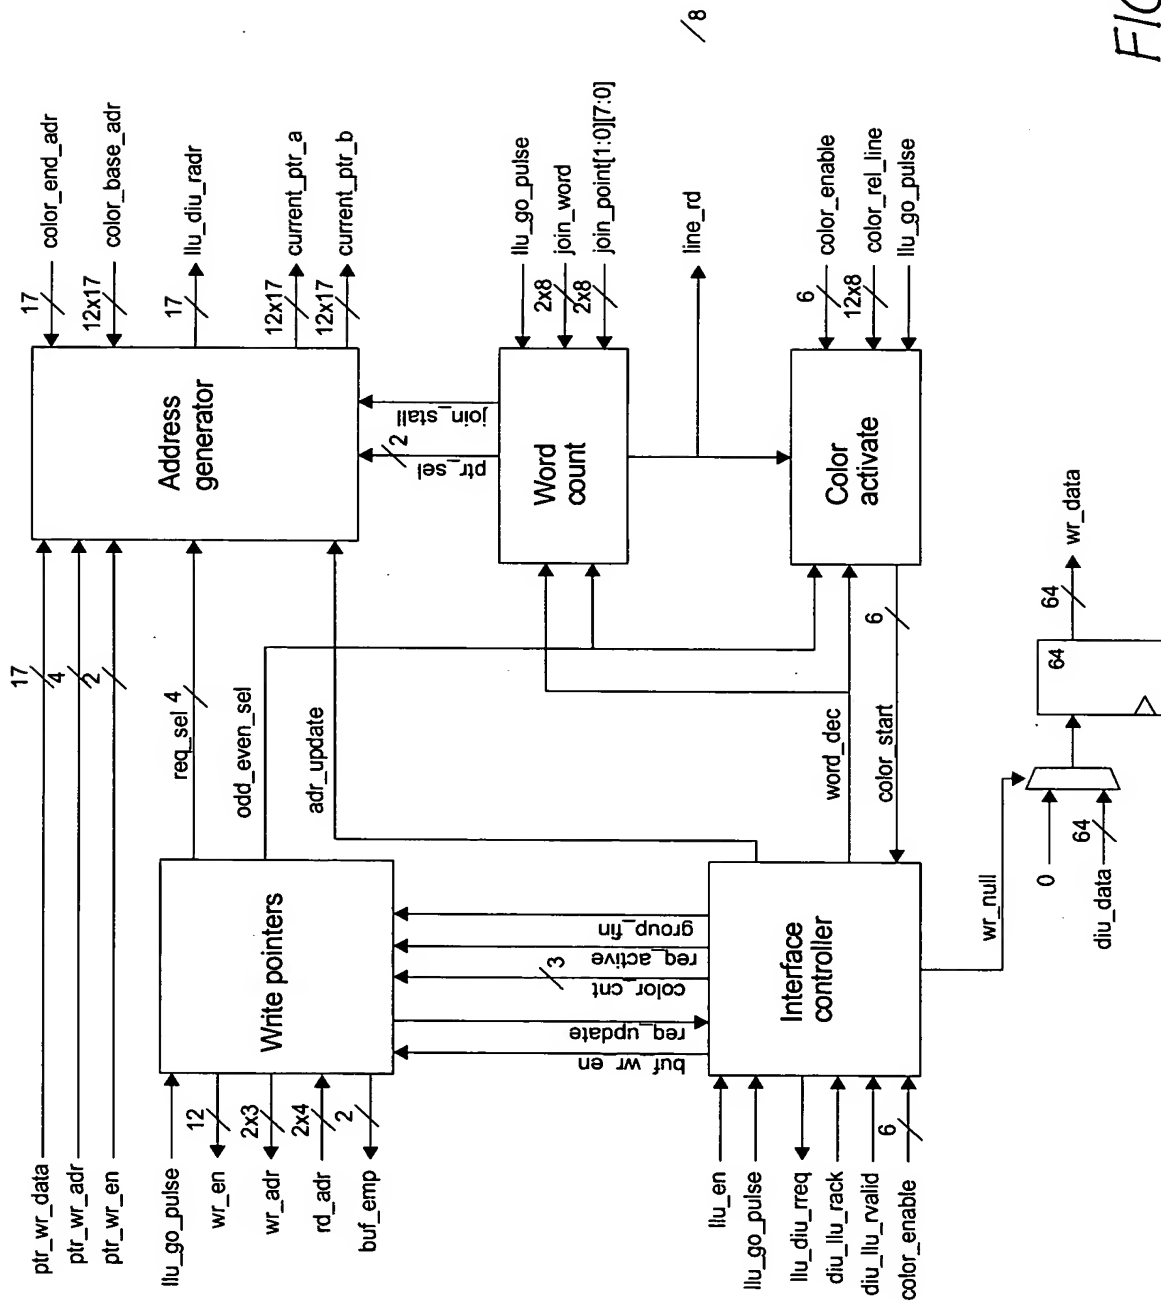 FIG
/8
color_end_adr
17
color_base_adr
12x17
llu_diu_radr
17
current_ptr_a
12x17
current_ptr_b
12x17
Address
generator
ptr_wr_data
17
ptr_wr_adr
4
ptr_wr_en
2
req_sel
4
odd_even_sel
adr_update
join_stall
ptr_sel
2
llu_go_pulse
join_word
2x8
join_point[1:0][7:0]
2x8
Word
count
line_rd
color_enable
6
color_rel_line
12x8
llu_go_pulse
Color
activate
word_dec
color_start
6
Write pointers
llu_go_pulse
wr_en
12
wr_adr
2x3
rd_adr
2x4
buf_emp
2
group_fin
req_active
color_cnt
3
req_update
buf_wr_en
Interface
controller
llu_en
llu_go_pulse
llu_diu_rreq
diu_llu_rack
diu_llu_rvalid
color_enable
6
wr_null
0
diu_data
64
64
64
wr_data